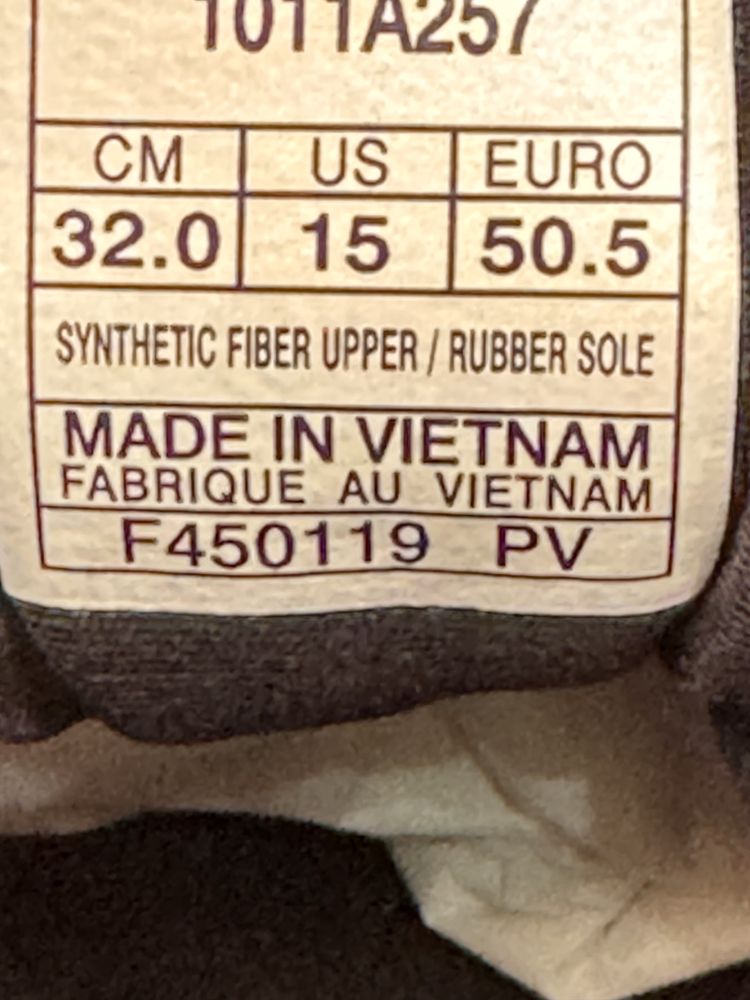 1011A257
CM US EURO
32.0 15 50.5
SYNTHETIC FIBER UPPER / RUBBER SOLE
MADE IN VIETNAM
FABRIQUE AU VIETNAM
F450119 PV